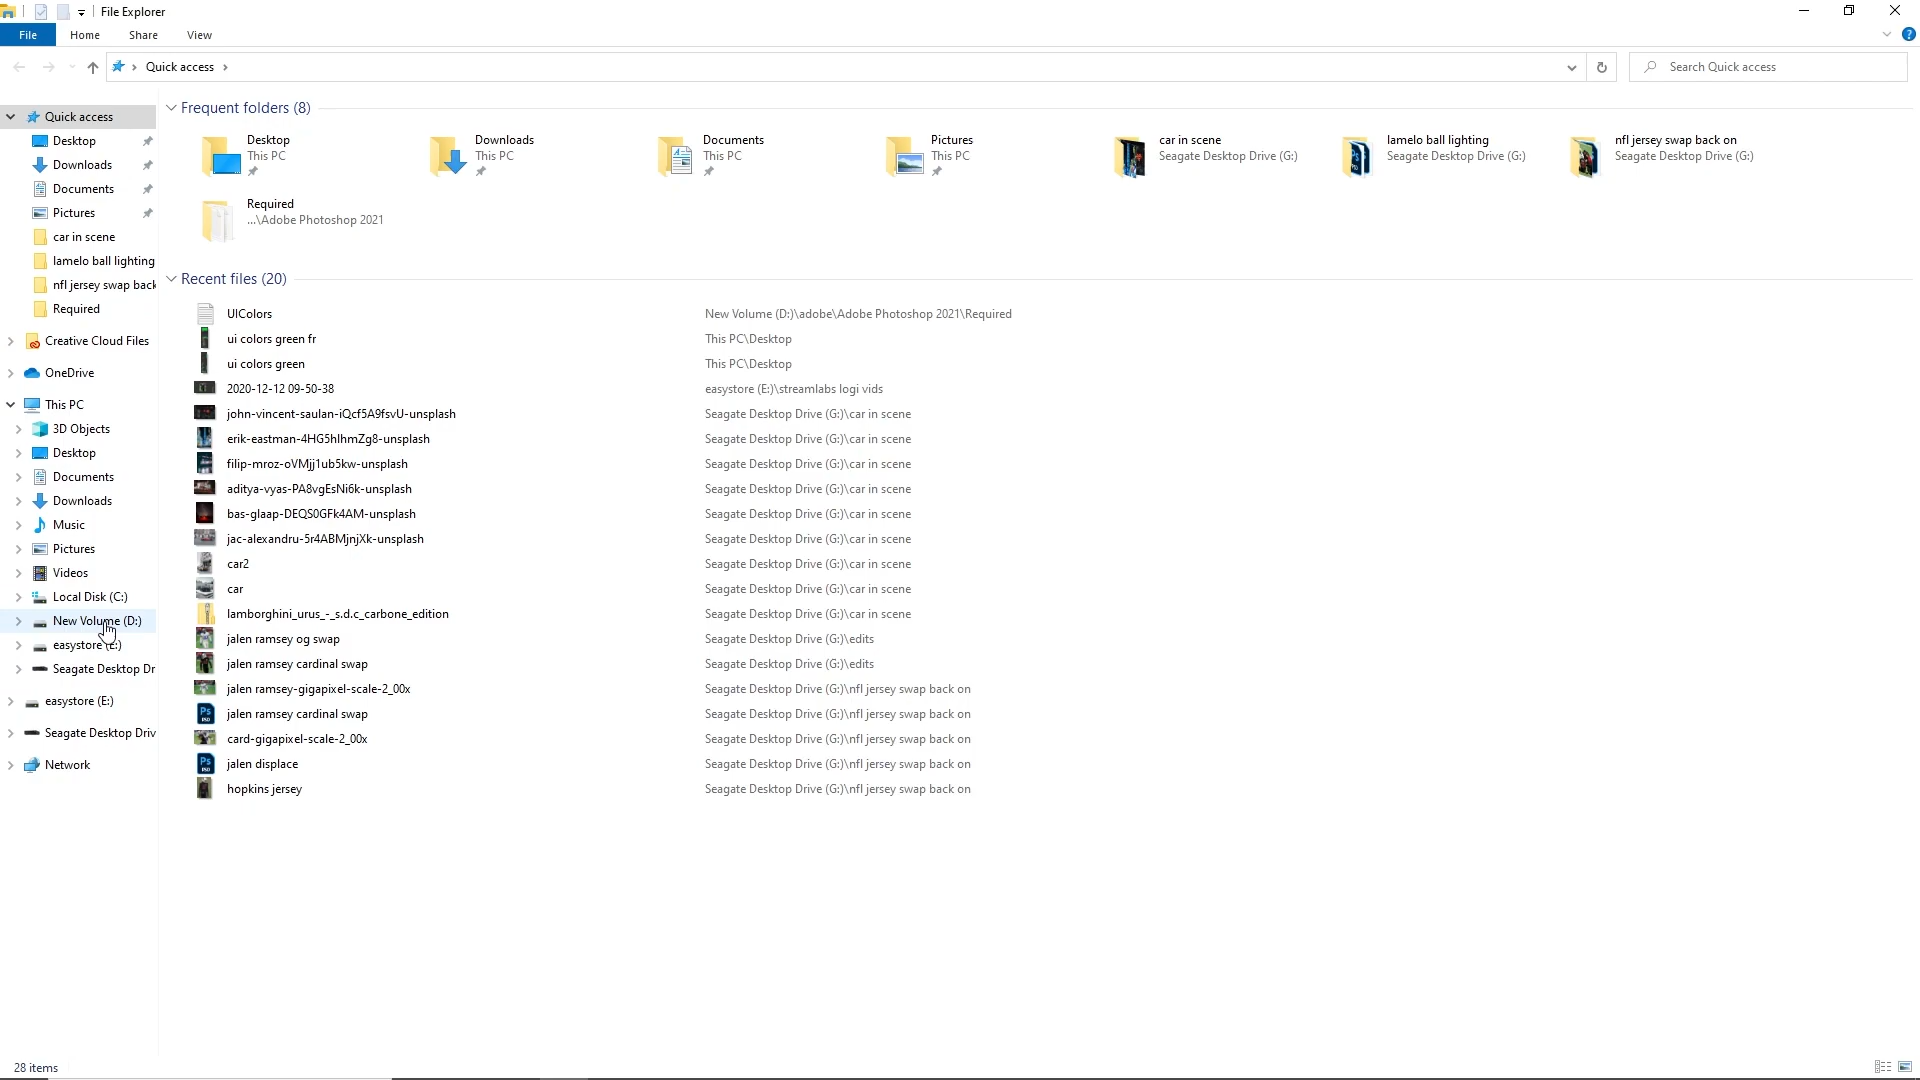 File Explorer
File Home Share View
Quick access
Search Quick access
Quick access
Desktop
Downloads
Documents
Pictures
car in scene
lamelo ball lighting
nfl jersey swap back
Required
Creative Cloud Files
OneDrive
This PC
3D Objects
Desktop
Documents
Downloads
Music
Pictures
Videos
Local Disk (C:)
New Volume (D:)
easystore (E:)
Seagate Desktop Dr
easystore (E:)
Seagate Desktop Driv
Network
Frequent folders (8)
Desktop
This PC
Downloads
This PC
Documents
This PC
Pictures
This PC
car in scene
Seagate Desktop Drive (G:)
lamelo ball lighting
Seagate Desktop Drive (G:)
nfl jersey swap back on
Seagate Desktop Drive (G:)
Required
...\Adobe Photoshop 2021
Recent files (20)
UIColors New Volume (D:)\adobe\Adobe Photoshop 2021\Required
ui colors green fr This PC\Desktop
ui colors green This PC\Desktop
2020-12-12 09-50-38 easystore (E:)\streamlabs logi vids
john-vincent-saulan-iQcf5A9fsvU-unsplash Seagate Desktop Drive (G:)\car in scene
erik-eastman-4HG5hlhmZg8-unsplash Seagate Desktop Drive (G:)\car in scene
filip-mroz-oVMjj1ub5kw-unsplash Seagate Desktop Drive (G:)\car in scene
aditya-vyas-PA8vgEsNi6k-unsplash Seagate Desktop Drive (G:)\car in scene
bas-glaap-DEQS0GFk4AM-unsplash Seagate Desktop Drive (G:)\car in scene
jac-alexandru-5r4ABMjnjXk-unsplash Seagate Desktop Drive (G:)\car in scene
car2 Seagate Desktop Drive (G:)\car in scene
car Seagate Desktop Drive (G:)\car in scene
lamborghini_urus_-_s.d.c_carbone_edition Seagate Desktop Drive (G:)\car in scene
jalen ramsey og swap Seagate Desktop Drive (G:)\edits
jalen ramsey cardinal swap Seagate Desktop Drive (G:)\edits
jalen ramsey-gigapixel-scale-2_00x Seagate Desktop Drive (G:)\nfl jersey swap back on
jalen ramsey cardinal swap Seagate Desktop Drive (G:)\nfl jersey swap back on
card-gigapixel-scale-2_00x Seagate Desktop Drive (G:)\nfl jersey swap back on
jalen displace Seagate Desktop Drive (G:)\nfl jersey swap back on
hopkins jersey Seagate Desktop Drive (G:)\nfl jersey swap back on
28 items